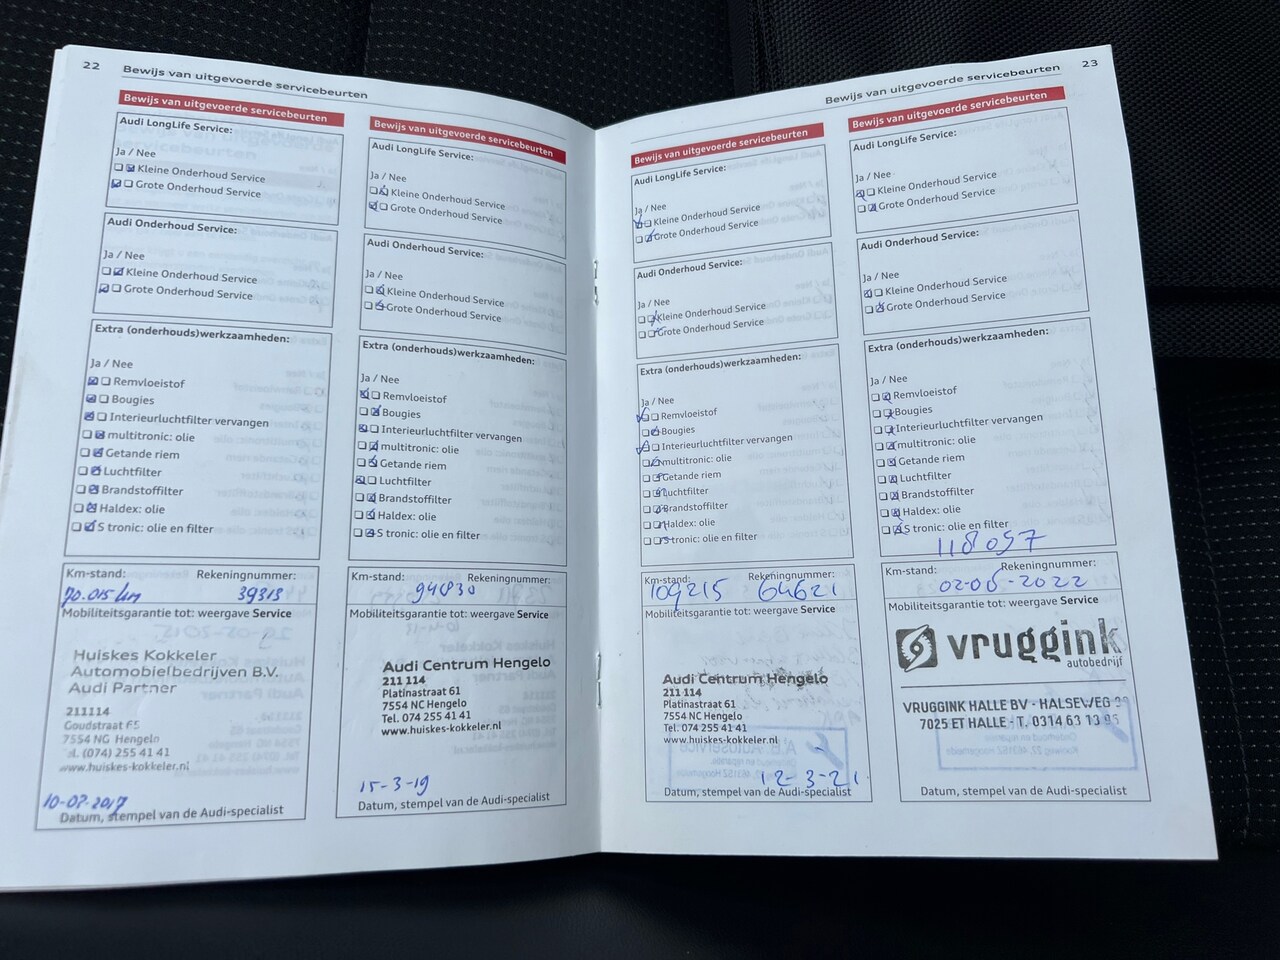 22
Bewijs van uitgevoerde servicebeurten
Bewijs van uitgevoerde servicebeurten
Audi LongLife Service:
Ja / Nee
Kleine Onderhoud Service
Grote Onderhoud Service
Audi Onderhoud Service:
Ja / Nee
Kleine Onderhoud Service
Grote Onderhoud Service
Extra (onderhouds)werkzaamheden:
Ja / Nee
Remvloeistof
Bougies
Interieurluchtfilter vervangen
multitronic: olie
Getande riem
Luchtfilter
Brandstoffilter
Haldex: olie
S tronic: olie en filter
Km-stand: Rekeningnummer:
70.015 km 39313
Mobiliteitsgarantie tot: weergave Service
Huiskes Kokkeler
Automobielbedrijven B.V.
Audi Partner
211114
Goudstraat 65
7554 NG Hengelo
tel. (074) 255 41 41
www.huiskes-kokkeler.nl
10-02-2017
Datum, stempel van de Audi-specialist
Bewijs van uitgevoerde servicebeurten
Audi LongLife Service:
Ja / Nee
Kleine Onderhoud Service
Grote Onderhoud Service
Audi Onderhoud Service:
Ja / Nee
Kleine Onderhoud Service
Grote Onderhoud Service
Extra (onderhouds)werkzaamheden:
Ja / Nee
Remvloeistof
Bougies
Interieurluchtfilter vervangen
multitronic: olie
Getande riem
Luchtfilter
Brandstoffilter
Haldex: olie
S tronic: olie en filter
Km-stand: Rekeningnummer:
94830
Mobiliteitsgarantie tot: weergave Service
Audi Centrum Hengelo
211 114
Platinastraat 61
7554 NC Hengelo
Tel. 074 255 41 41
www.huiskes-kokkeler.nl
15-3-19
Datum, stempel van de Audi-specialist
Bewijs van uitgevoerde servicebeurten
23
Bewijs van uitgevoerde servicebeurten
Audi LongLife Service:
Ja / Nee
Kleine Onderhoud Service
Grote Onderhoud Service
Audi Onderhoud Service:
Ja / Nee
Kleine Onderhoud Service
Grote Onderhoud Service
Extra (onderhouds)werkzaamheden:
Ja / Nee
Remvloeistof
Bougies
Interieurluchtfilter vervangen
multitronic: olie
Getande riem
Luchtfilter
Brandstoffilter
Haldex: olie
S tronic: olie en filter
Km-stand: Rekeningnummer:
109215 64621
Mobiliteitsgarantie tot: weergave Service
Audi Centrum Hengelo
211 114
Platinastraat 61
7554 NC Hengelo
Tel. 074 255 41 41
www.huiskes-kokkeler.nl
12-3-21
Datum, stempel van de Audi-specialist
Bewijs van uitgevoerde servicebeurten
Audi LongLife Service:
Ja / Nee
Kleine Onderhoud Service
Grote Onderhoud Service
Audi Onderhoud Service:
Ja / Nee
Kleine Onderhoud Service
Grote Onderhoud Service
Extra (onderhouds)werkzaamheden:
Ja / Nee
Remvloeistof
Bougies
Interieurluchtfilter vervangen
multitronic: olie
Getande riem
Luchtfilter
Brandstoffilter
Haldex: olie
S tronic: olie en filter
118097
Km-stand: Rekeningnummer:
02-06-2022
Mobiliteitsgarantie tot: weergave Service
vruggink
autobedrijf
VRUGGINK HALLE BV - HALSEWEG
7025 ET HALLE - T. 0314 63 13 95
Datum, stempel van de Audi-specialist